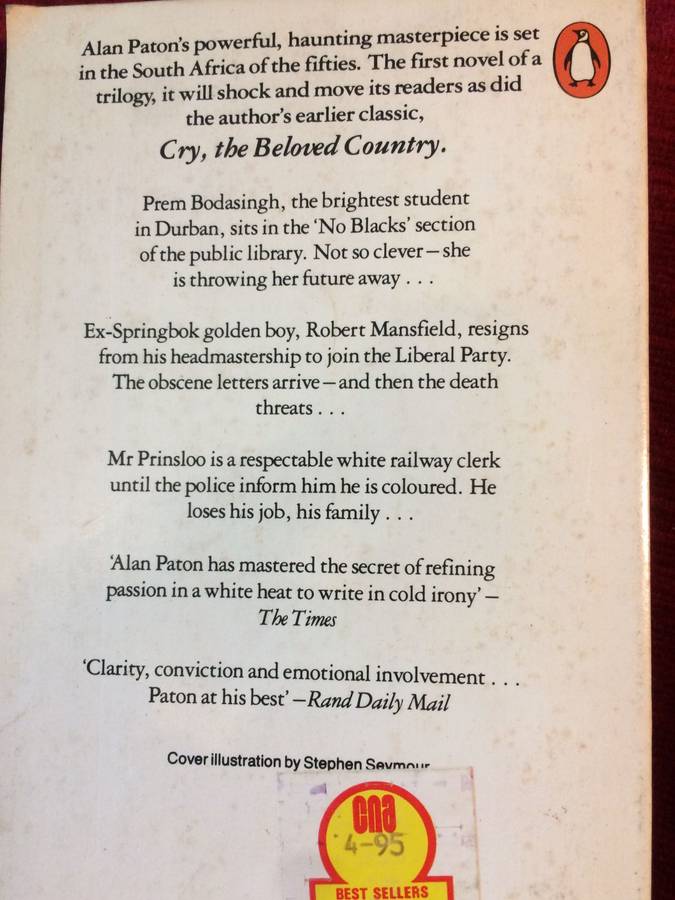 Alan Paton's powerful, haunting masterpiece is set
in the South Africa of the fifties. The first novel of a
trilogy, it will shock and move its readers as did
the author's earlier classic,
Cry, the Beloved Country.
Prem Bodasingh, the brightest student
in Durban, sits in the 'No Blacks' section
of the public library. Not so clever – she
is throwing her future away . . .
Ex-Springbok golden boy, Robert Mansfield, resigns
from his headmastership to join the Liberal Party.
The obscene letters arrive – and then the death
threats . . .
Mr Prinsloo is a respectable white railway clerk
until the police inform him he is coloured. He
loses his job, his family . . .
'Alan Paton has mastered the secret of refining
passion in a white heat to write in cold irony' –
The Times
'Clarity, conviction and emotional involvement . . .
Paton at his best' – Rand Daily Mail
Cover illustration by Stephen Seymour
cna
4-95
BEST SELLERS